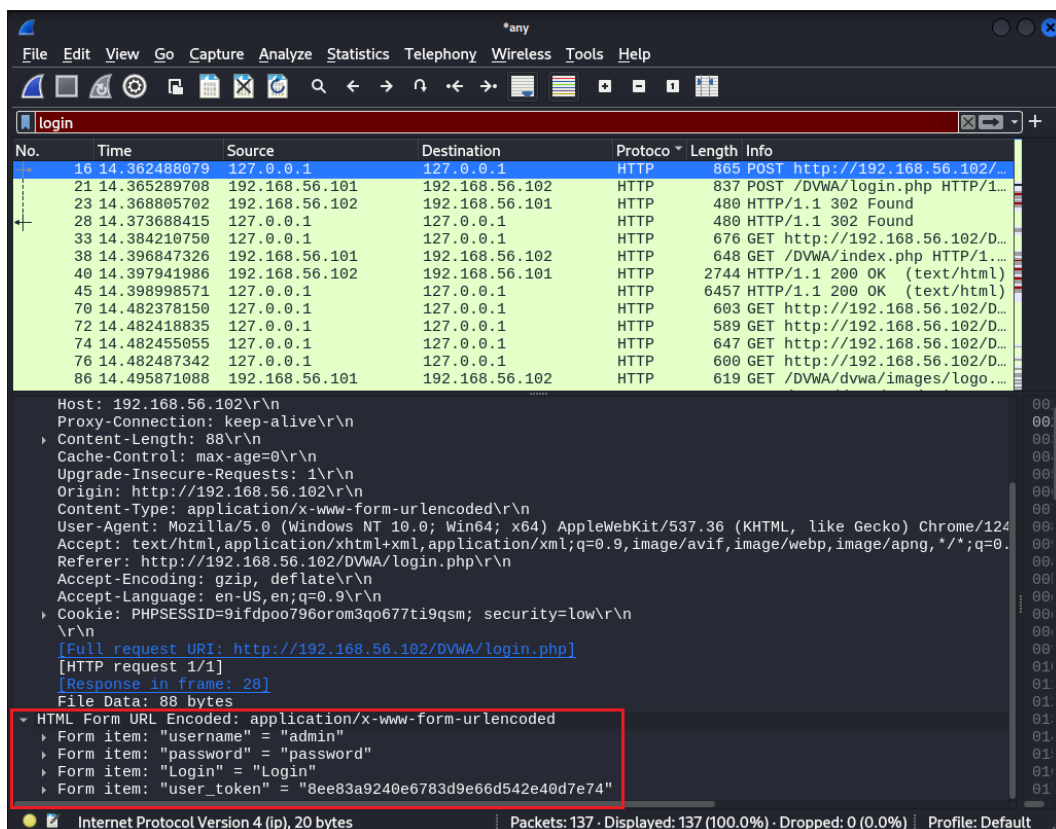 *any
File Edit View Go Capture Analyze Statistics Telephony Wireless Tools Help
login
No. Time Source Destination Protoco Length Info
16 14.362488079 127.0.0.1 127.0.0.1 HTTP 865 POST http://192.168.56.102/…
21 14.365289708 192.168.56.101 192.168.56.102 HTTP 837 POST /DVWA/login.php HTTP/1…
23 14.368805702 192.168.56.102 192.168.56.101 HTTP 480 HTTP/1.1 302 Found
28 14.373688415 127.0.0.1 127.0.0.1 HTTP 480 HTTP/1.1 302 Found
33 14.384210750 127.0.0.1 127.0.0.1 HTTP 676 GET http://192.168.56.102/D…
38 14.396847326 192.168.56.101 192.168.56.102 HTTP 648 GET /DVWA/index.php HTTP/1.…
40 14.397941986 192.168.56.102 192.168.56.101 HTTP 2744 HTTP/1.1 200 OK (text/html)
45 14.398998571 127.0.0.1 127.0.0.1 HTTP 6457 HTTP/1.1 200 OK (text/html)
70 14.482378150 127.0.0.1 127.0.0.1 HTTP 603 GET http://192.168.56.102/D…
72 14.482418835 127.0.0.1 127.0.0.1 HTTP 589 GET http://192.168.56.102/D…
74 14.482455055 127.0.0.1 127.0.0.1 HTTP 647 GET http://192.168.56.102/D…
76 14.482487342 127.0.0.1 127.0.0.1 HTTP 600 GET http://192.168.56.102/D…
86 14.495871088 192.168.56.101 192.168.56.102 HTTP 619 GET /DVWA/dvwa/images/logo.…
Host: 192.168.56.102\r\n
Proxy-Connection: keep-alive\r\n
Content-Length: 88\r\n
Cache-Control: max-age=0\r\n
Upgrade-Insecure-Requests: 1\r\n
Origin: http://192.168.56.102\r\n
Content-Type: application/x-www-form-urlencoded\r\n
User-Agent: Mozilla/5.0 (Windows NT 10.0; Win64; x64) AppleWebKit/537.36 (KHTML, like Gecko) Chrome/124
Accept: text/html,application/xhtml+xml,application/xml;q=0.9,image/avif,image/webp,image/apng,*/*;q=0.
Referer: http://192.168.56.102/DVWA/login.php\r\n
Accept-Encoding: gzip, deflate\r\n
Accept-Language: en-US,en;q=0.9\r\n
Cookie: PHPSESSID=9ifdpoo796orom3qo677ti9qsm; security=low\r\n
\r\n
[Full request URI: http://192.168.56.102/DVWA/login.php]
[HTTP request 1/1]
[Response in frame: 28]
File Data: 88 bytes
HTML Form URL Encoded: application/x-www-form-urlencoded
Form item: "username" = "admin"
Form item: "password" = "password"
Form item: "Login" = "Login"
Form item: "user_token" = "8ee83a9240e6783d9e66d542e40d7e74"
Internet Protocol Version 4 (ip), 20 bytes Packets: 137 · Displayed: 137 (100.0%) · Dropped: 0 (0.0%) Profile: Default